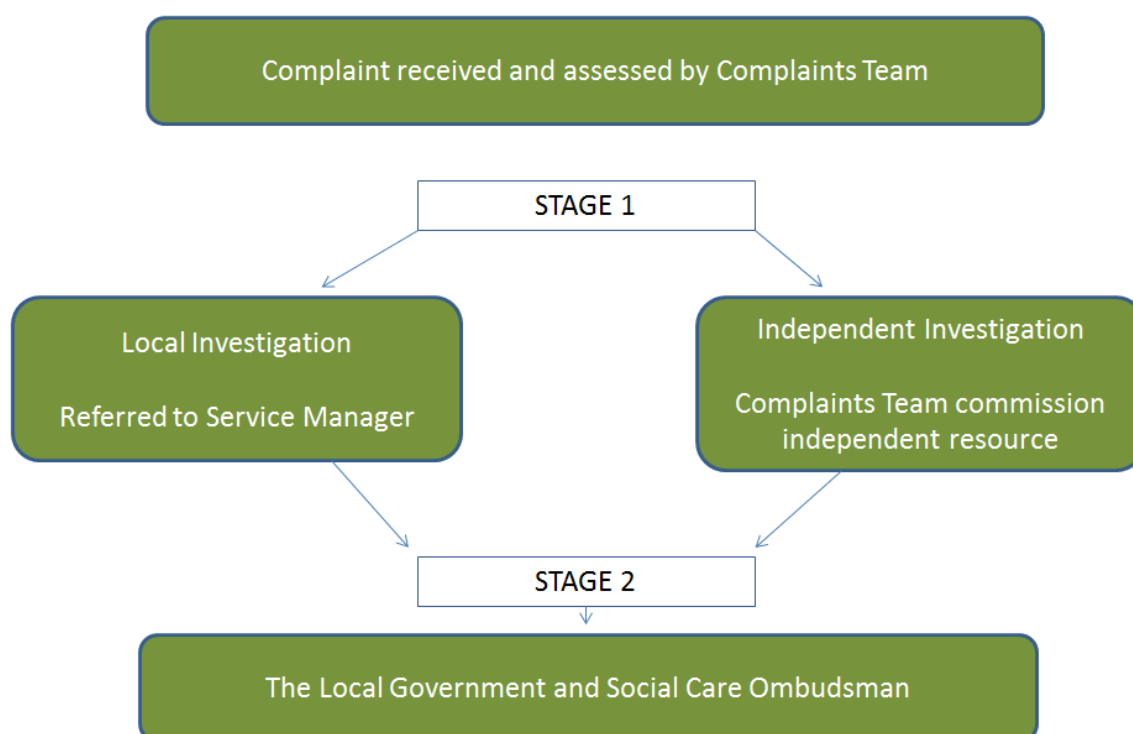 Complaint received and assessed by Complaints Team
STAGE 1
Local Investigation
Referred to Service Manager
Independent Investigation
Complaints Team commission
independent resource
STAGE 2
The Local Government and Social Care Ombudsman